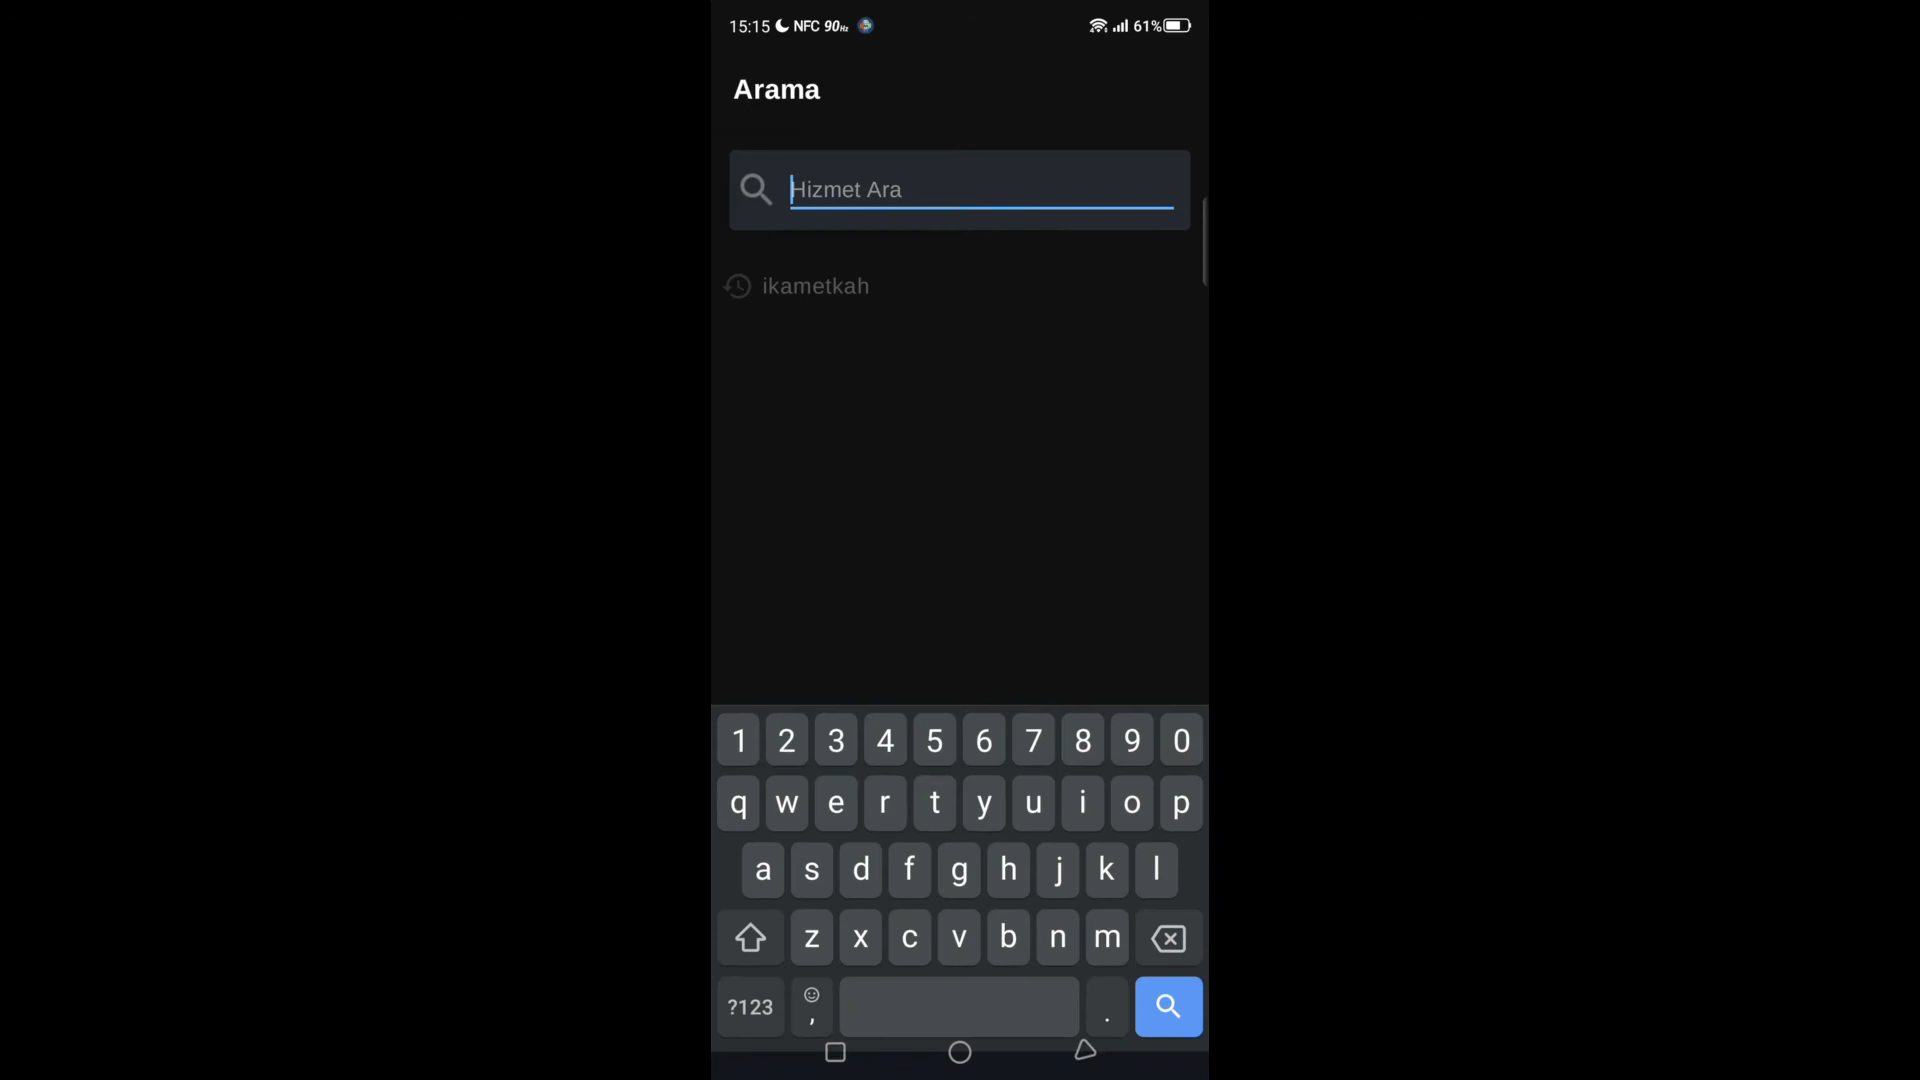 15:15 NFC 90Hz 61%
Arama
Hizmet Ara
ikametkah
1 2 3 4 5 6 7 8 9 0
q w e r t y u i o p
a s d f g h j k l
z x c v b n m
?123 , .